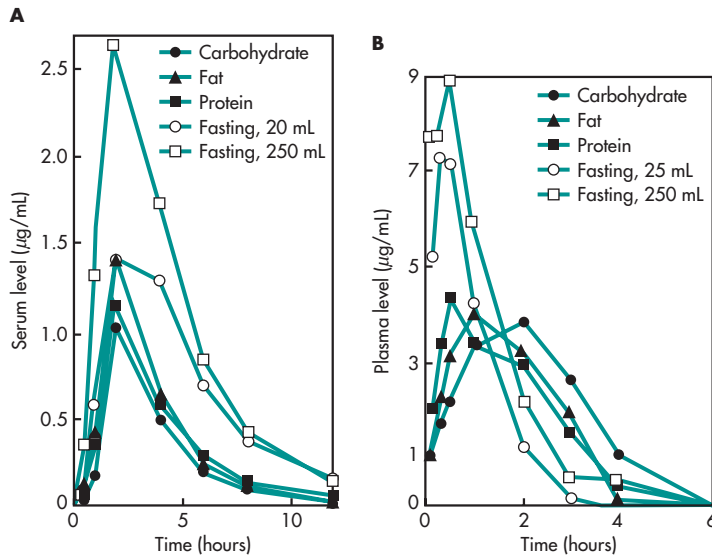 A
Serum level (μg/mL)
2.5
2.0
1.5
1.0
0.5
0
0 5 10 12
Time (hours)
Carbohydrate
Fat
Protein
Fasting, 20 mL
Fasting, 250 mL
B
Plasma level (μg/mL)
9
7
5
3
1
0
0 2 4 6
Time (hours)
Carbohydrate
Fat
Protein
Fasting, 25 mL
Fasting, 250 mL